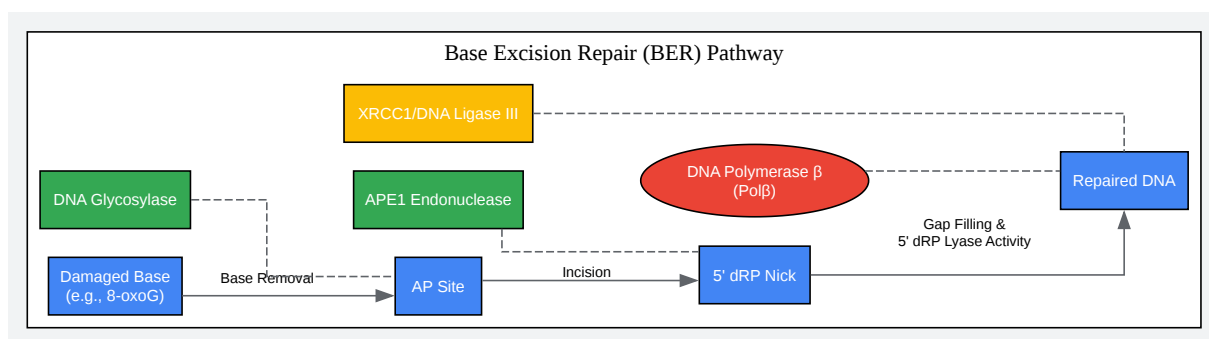 Base Excision Repair (BER) Pathway
XRCC1/DNA Ligase III
DNA Polymerase β
(Polβ)
Repaired DNA
DNA Glycosylase
APE1 Endonuclease
Gap Filling &
5' dRP Lyase Activity
Damaged Base
(e.g., 8-oxoG)
Base Removal
AP Site
Incision
5' dRP Nick